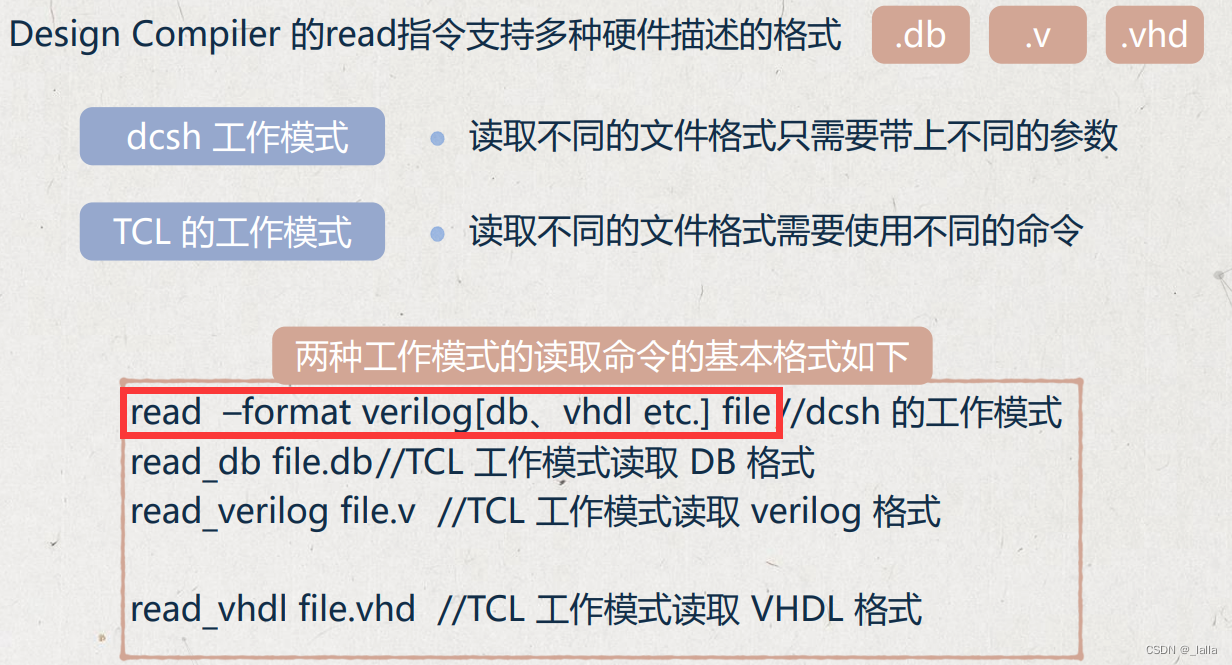 Design Compiler 的read指令支持多种硬件描述的格式 .db .v .vhd
dcsh 工作模式 • 读取不同的文件格式只需要带上不同的参数
TCL 的工作模式 • 读取不同的文件格式需要使用不同的命令
两种工作模式的读取命令的基本格式如下
read –format verilog[db、vhdl etc.] file //dcsh 的工作模式
read_db file.db//TCL 工作模式读取 DB 格式
read_verilog file.v //TCL 工作模式读取 verilog 格式
read_vhdl file.vhd //TCL 工作模式读取 VHDL 格式
CSDN @_lalla